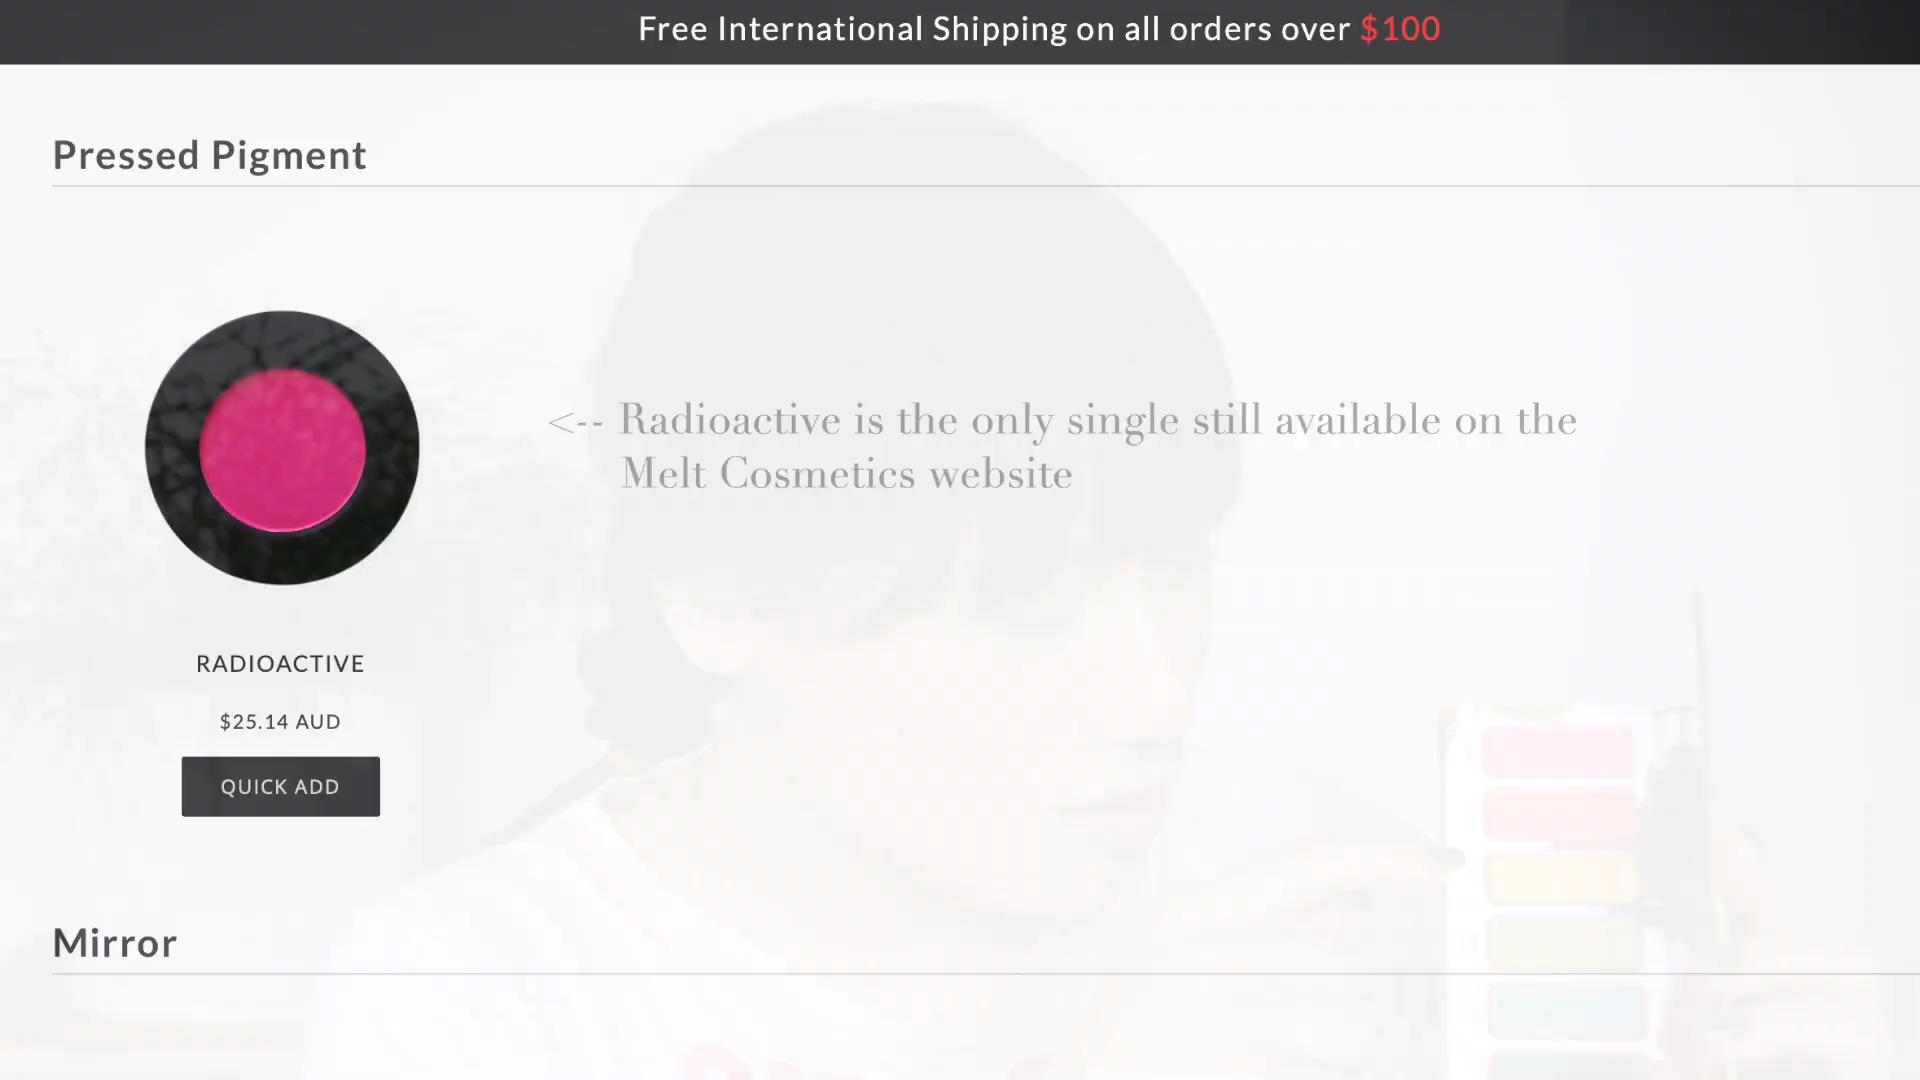 Free International Shipping on all orders over $100
Pressed Pigment
<-- Radioactive is the only single still available on the
Melt Cosmetics website
RADIOACTIVE
$25.14 AUD
QUICK ADD
Mirror